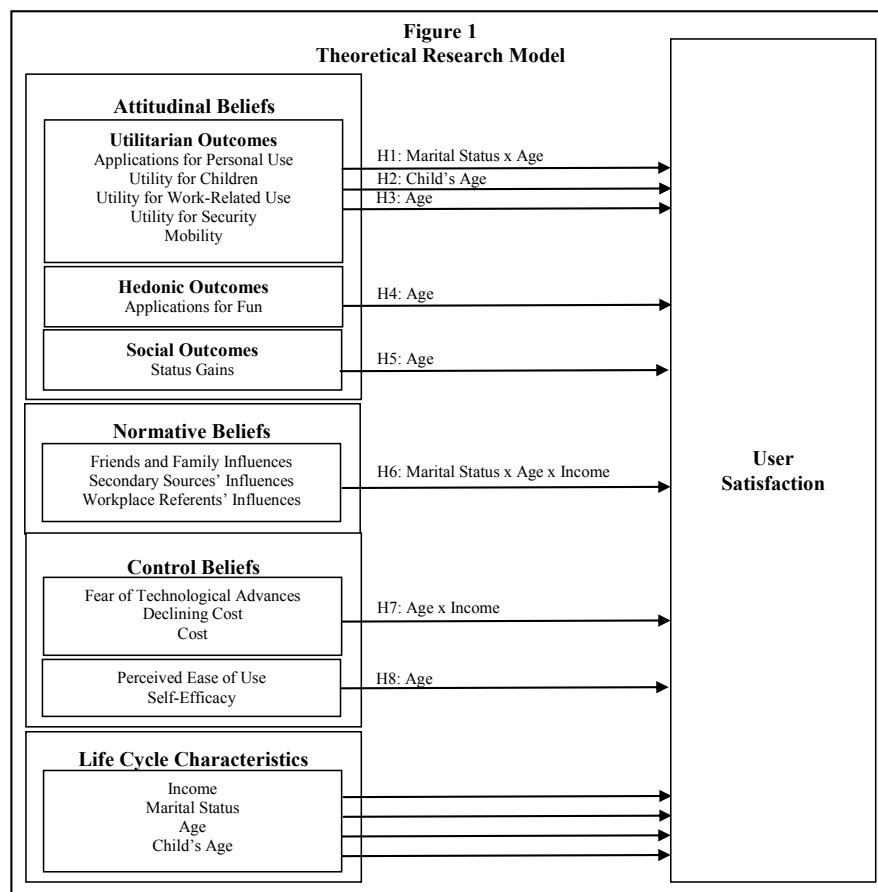 Figure 1
Theoretical Research Model
Attitudinal Beliefs
Utilitarian Outcomes
Applications for Personal Use
Utility for Children
Utility for Work-Related Use
Utility for Security
Mobility
H1: Marital Status x Age
H2: Child’s Age
H3: Age
Hedonic Outcomes
Applications for Fun
H4: Age
Social Outcomes
Status Gains
H5: Age
Normative Beliefs
Friends and Family Influences
Secondary Sources’ Influences
Workplace Referents’ Influences
H6: Marital Status x Age x Income
User
Satisfaction
Control Beliefs
Fear of Technological Advances
Declining Cost
Cost
H7: Age x Income
Perceived Ease of Use
Self-Efficacy
H8: Age
Life Cycle Characteristics
Income
Marital Status
Age
Child’s Age